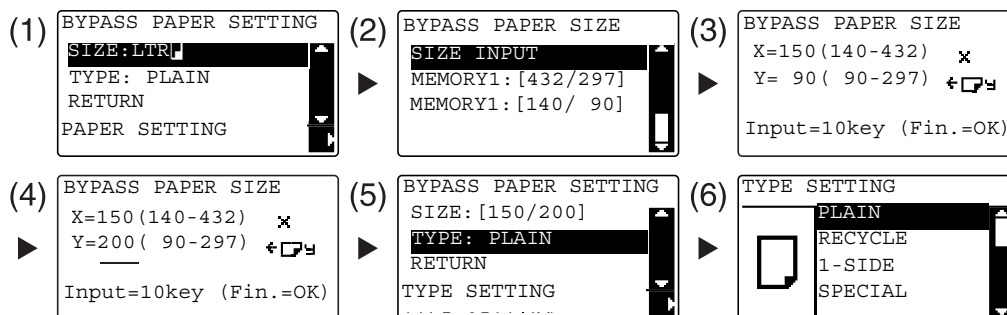 (1)
BYPASS PAPER SETTING
SIZE:LTR
TYPE: PLAIN
RETURN
PAPER SETTING
(2)
BYPASS PAPER SIZE
SIZE INPUT
MEMORY1:[432/297]
MEMORY1:[140/ 90]
(3)
BYPASS PAPER SIZE
X=150(140-432) x
Y= 90( 90-297) y
Input=10key (Fin.=OK)
(4)
BYPASS PAPER SIZE
X=150(140-432) x
Y=200( 90-297) y
Input=10key (Fin.=OK)
(5)
BYPASS PAPER SETTING
SIZE:[150/200]
TYPE: PLAIN
RETURN
TYPE SETTING
(6)
TYPE SETTING
PLAIN
RECYCLE
1-SIDE
SPECIAL